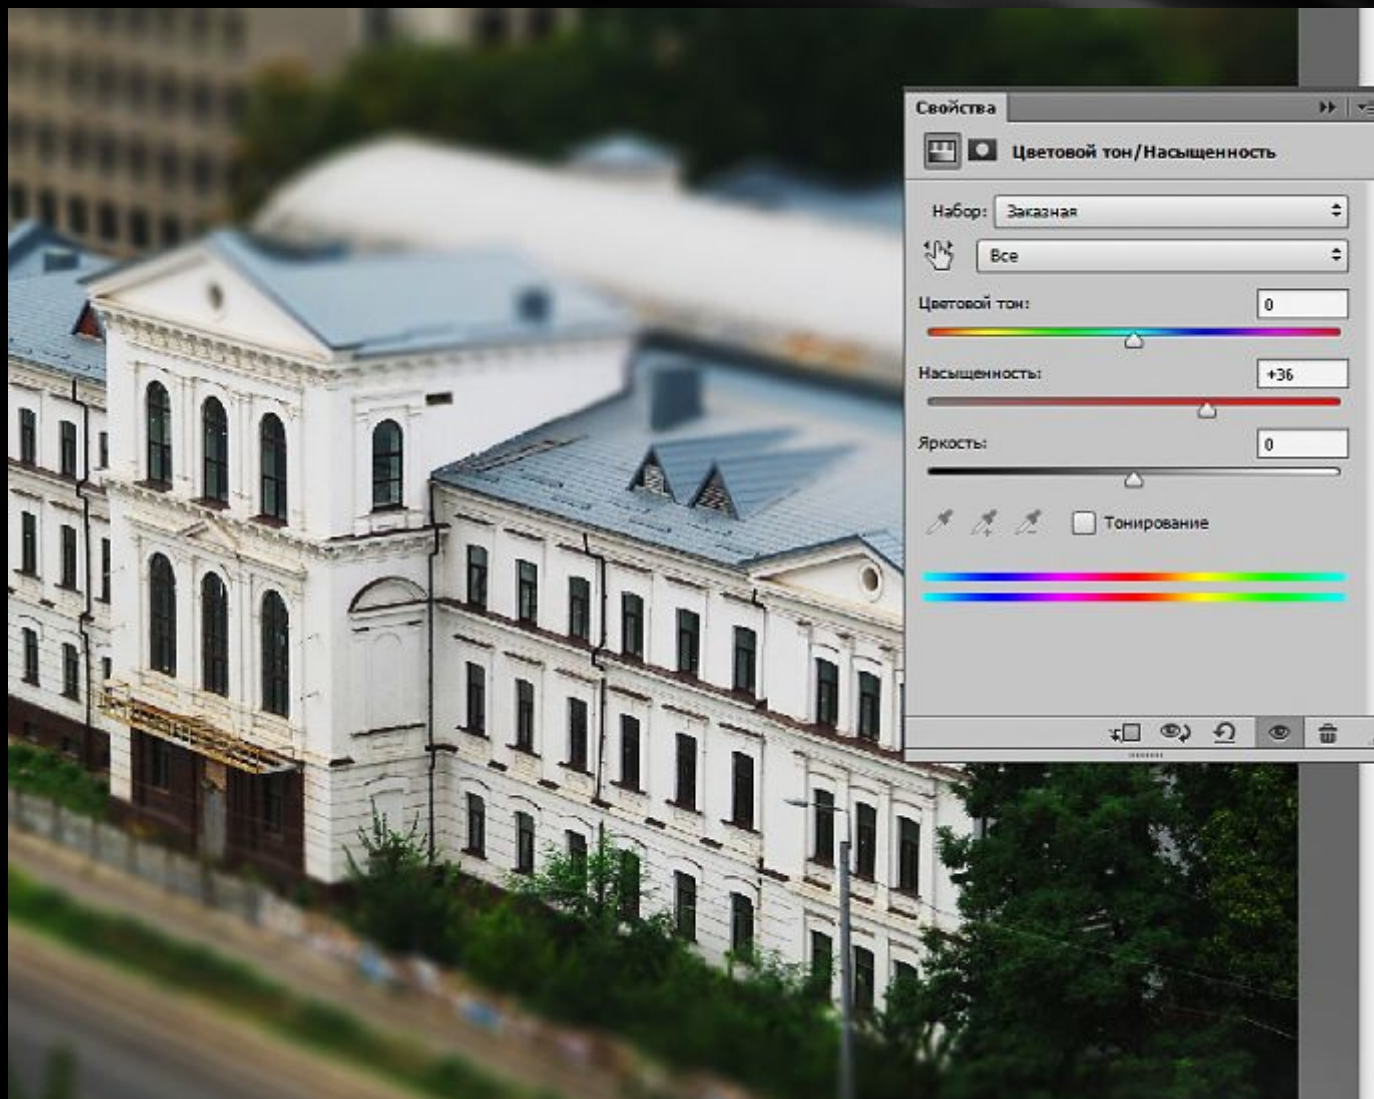 Свойства
Цветовой тон/Насыщенность
Набор: Заказная
Все
Цветовой тон: 0
Насыщенность: +36
Яркость: 0
Тонирование